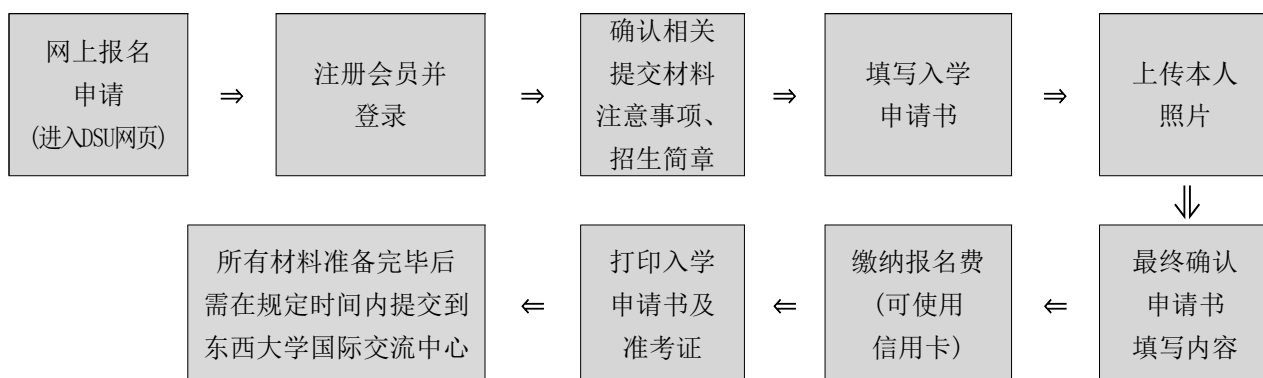 网上报名
申请
(进入DSU网页)
⇒
注册会员并
登录
⇒
确认相关
提交材料
注意事项、
招生简章
⇒
填写入学
申请书
⇒
上传本人
照片
⇓
最终确认
申请书
填写内容
⇐
缴纳报名费
(可使用
信用卡)
⇐
打印入学
申请书及
准考证
⇐
所有材料准备完毕后
需在规定时间内提交到
东西大学国际交流中心